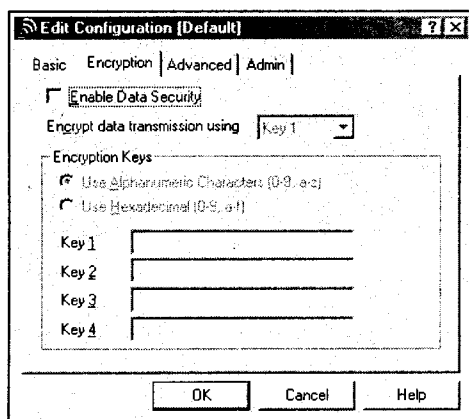 Edit Configuration [Default]
Basic Encryption Advanced Admin
Enable Data Security
Encrypt data transmission using Key 1
Encryption Keys
Use Alphanumeric Characters (0-9, a-z)
Use Hexadecimal (0-9, a-f)
Key 1
Key 2
Key 3
Key 4
OK Cancel Help